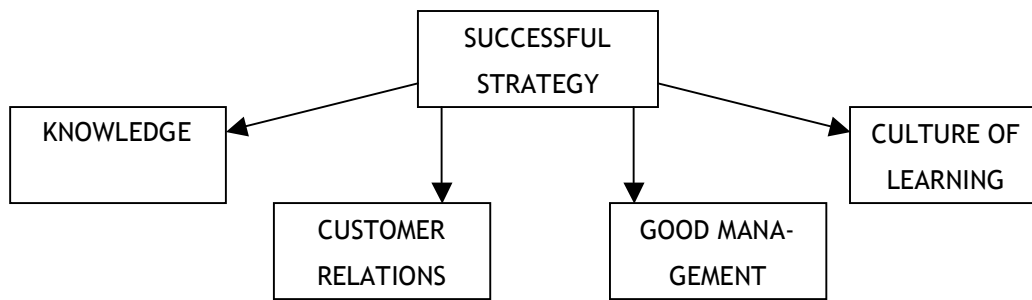 SUCCESSFUL
STRATEGY
KNOWLEDGE
CULTURE OF
LEARNING
CUSTOMER
RELATIONS
GOOD MANA-
GEMENT